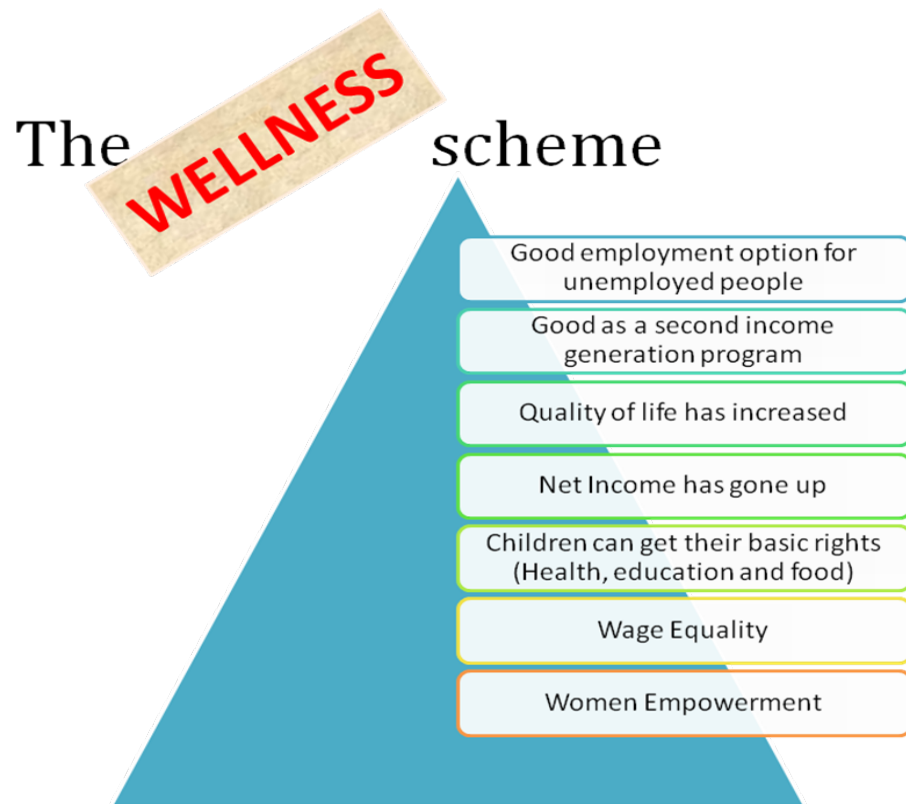 The WELLNESS scheme
Good employment option for
unemployed people
Good as a second income
generation program
Quality of life has increased
Net Income has gone up
Children can get their basic rights
(Health, education and food)
Wage Equality
Women Empowerment